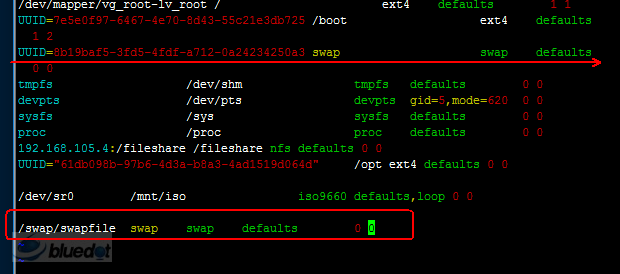 /dev/mapper/vg_root-lv_root / ext4 defaults 1 1
UUID=7e5e0f97-6467-4e70-8d43-55c21e3db725 /boot ext4 defaults
1 2
UUID=8b19baf5-3fd5-4fdf-a712-0a24234250a3 swap swap defaults
0 0
tmpfs /dev/shm tmpfs defaults 0 0
devpts /dev/pts devpts gid=5,mode=620 0 0
sysfs /sys sysfs defaults 0 0
proc /proc proc defaults 0 0
192.168.105.4:/fileshare /fileshare nfs defaults 0 0
UUID="61db098b-97b6-4d3a-b8a3-4ad1519d064d" /opt ext4 defaults 0 0
/dev/sr0 /mnt/iso iso9660 defaults,loop 0 0
/swap/swapfile swap swap defaults 0 0
bluedot